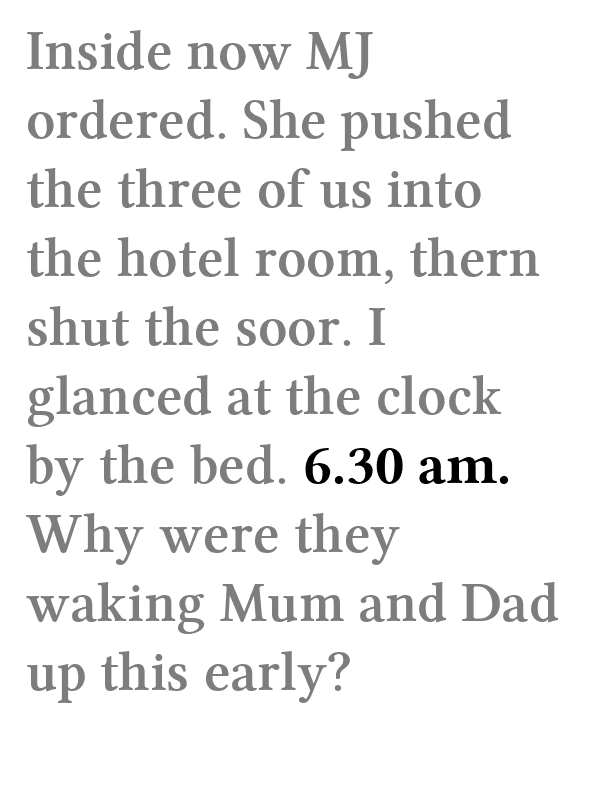 Inside now MJ
ordered. She pushed
the three of us into
the hotel room, thern
shut the soor. I
glanced at the clock
by the bed. 6.30 am.
Why were they
waking Mum and Dad
up this early?